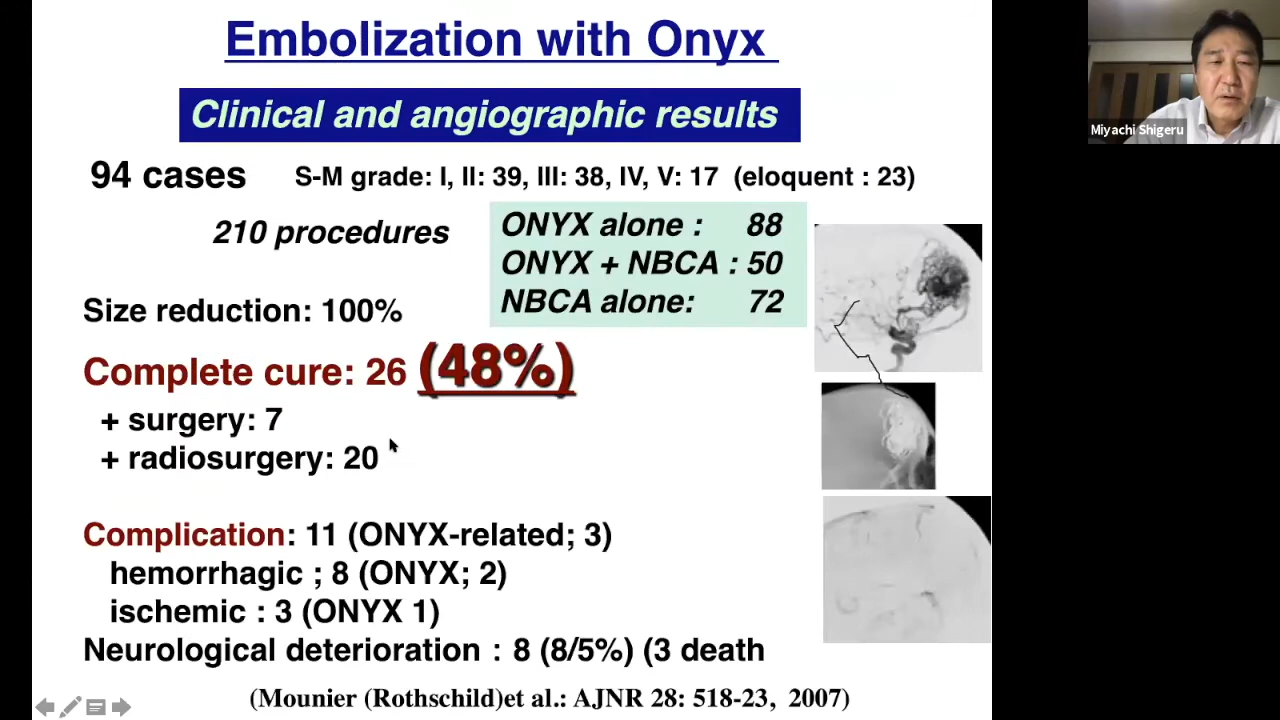 Embolization with Onyx
Clinical and angiographic results
94 cases S-M grade: I, II: 39, III: 38, IV, V: 17 (eloquent : 23)
210 procedures
ONYX alone : 88
ONYX + NBCA : 50
NBCA alone: 72
Size reduction: 100%
Complete cure: 26 (48%)
+ surgery: 7
+ radiosurgery: 20
Complication: 11 (ONYX-related; 3)
hemorrhagic ; 8 (ONYX; 2)
ischemic : 3 (ONYX 1)
Neurological deterioration : 8 (8/5%) (3 death
(Mounier (Rothschild)et al.: AJNR 28: 518-23, 2007)
Miyachi Shigeru